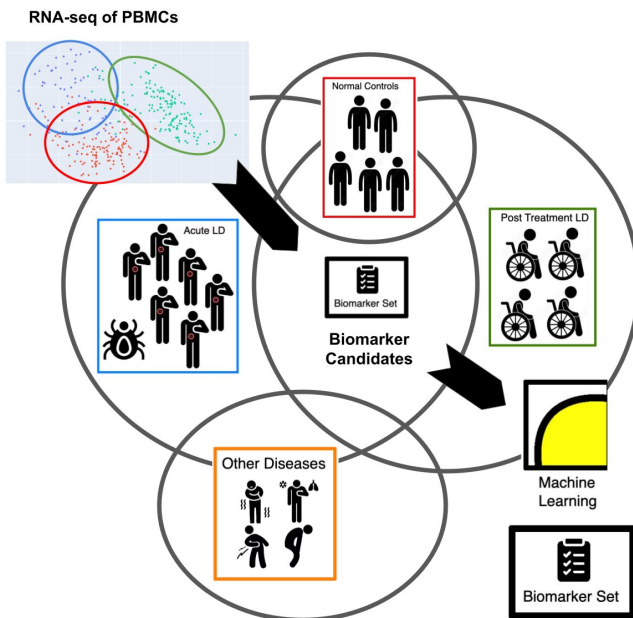 RNA-seq of PBMCs
Normal Controls
Acute LD
Post Treatment LD
Biomarker Set
Biomarker
Candidates
Other Diseases
Machine
Learning
Biomarker Set